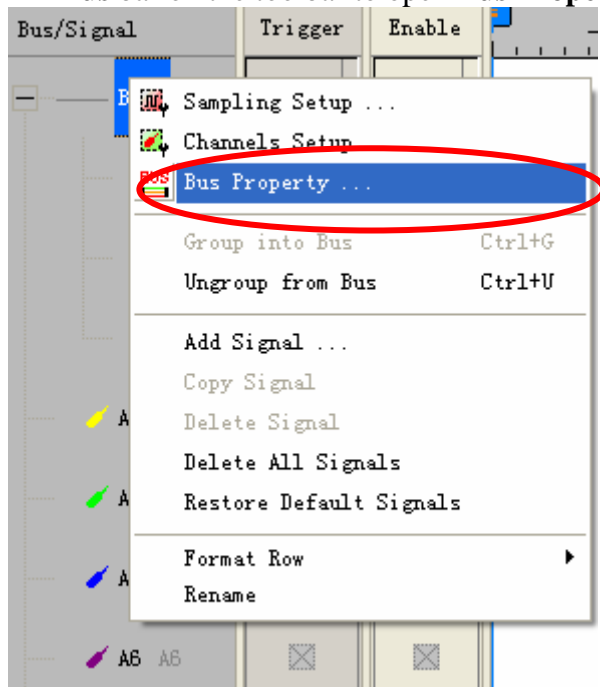 Bus/Signal Trigger Enable
B
Sampling Setup ...
Channels Setup
BUS Bus Property ...
Group into Bus Ctrl+G
Ungroup from Bus Ctrl+U
Add Signal ...
Copy Signal
A
Delete Signal
Delete All Signals
A Restore Default Signals
Format Row
A
Rename
A6 A6